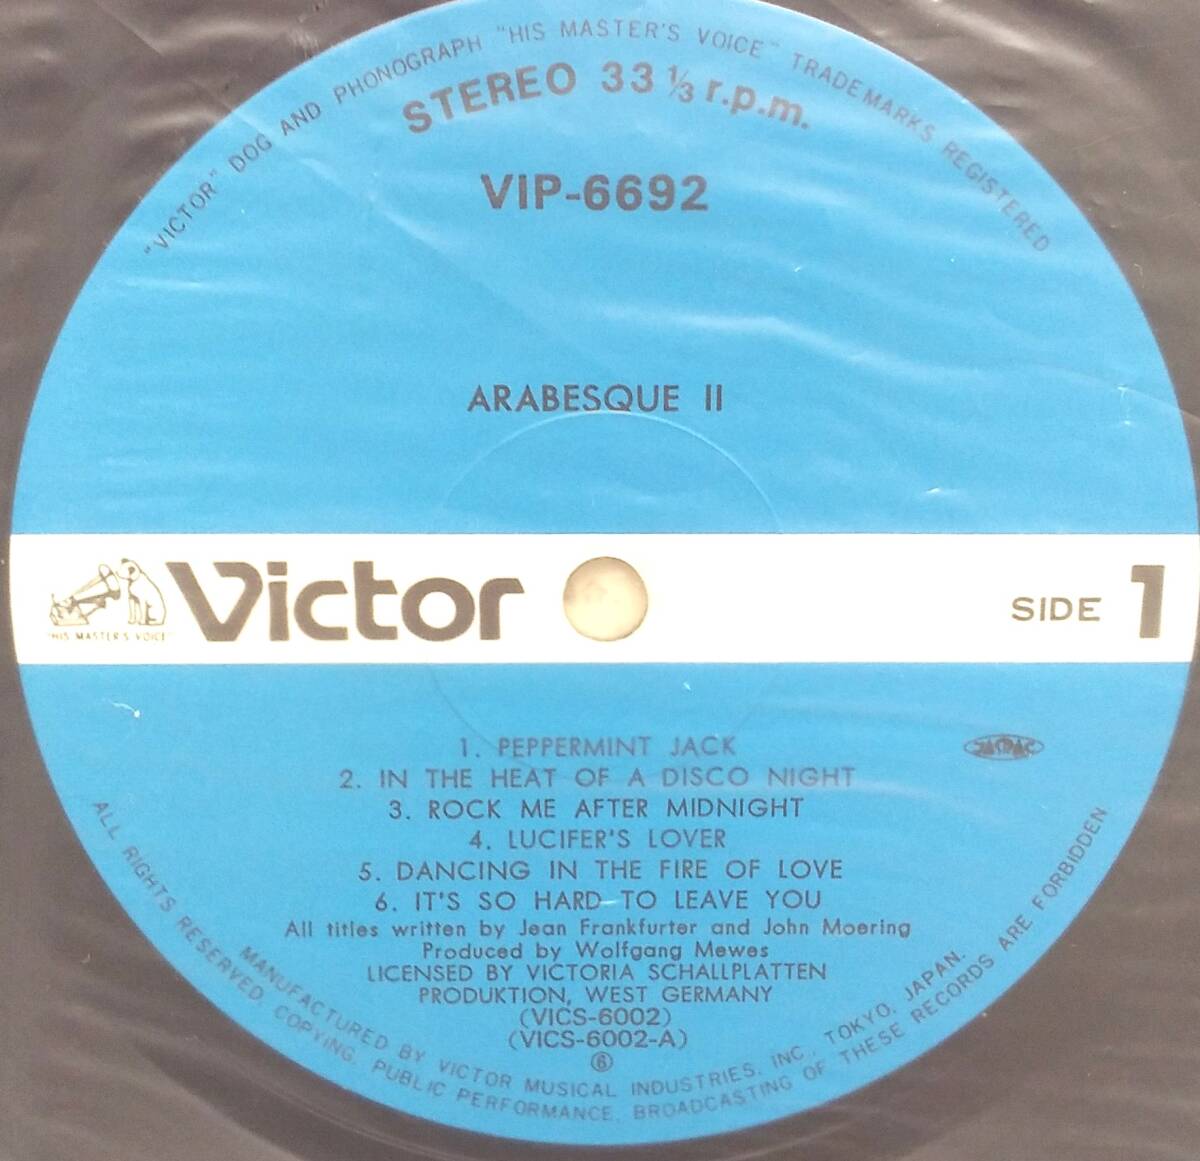 "VICTOR" DOG AND PHONOGRAPH "HIS MASTER'S VOICE" TRADEMARKS REGISTERED
STEREO 33 1/3 r.p.m.
VIP-6692
ARABESQUE II
"HIS MASTER'S VOICE"
Victor
SIDE 1
1. PEPPERMINT JACK
2. IN THE HEAT OF A DISCO NIGHT
3. ROCK ME AFTER MIDNIGHT
4. LUCIFER'S LOVER
5. DANCING IN THE FIRE OF LOVE
6. IT'S SO HARD TO LEAVE YOU
JASRAC
All titles written by Jean Frankfurter and John Moering
Produced by Wolfgang Mewes
LICENSED BY VICTORIA SCHALLPLATTEN
PRODUKTION, WEST GERMANY
(VICS-6002)
(VICS-6002-A)
⑥
MANUFACTURED BY VICTOR MUSICAL INDUSTRIES, INC. TOKYO, JAPAN.
ALL RIGHTS RESERVED. COPYING, PUBLIC PERFORMANCE, BROADCASTING OF THESE RECORDS ARE FORBIDDEN